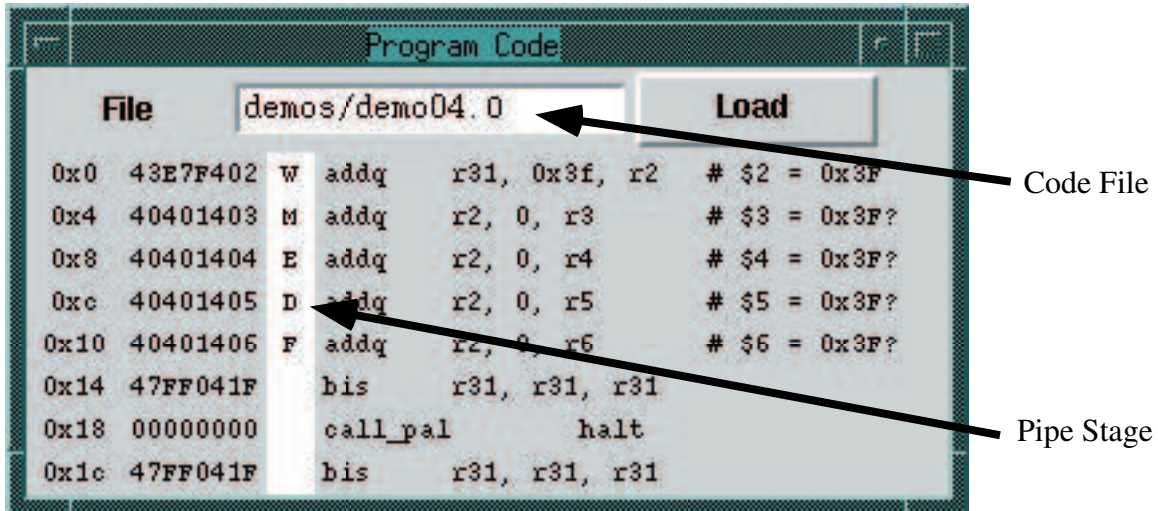 Program Code
File demos/demo04.O Load
0x0 43E7F402 W addq r31, 0x3f, r2 # $2 = 0x3F
0x4 40401403 M addq r2, 0, r3 # $3 = 0x3F?
0x8 40401404 E addq r2, 0, r4 # $4 = 0x3F?
0xc 40401405 D addq r2, 0, r5 # $5 = 0x3F?
0x10 40401406 F addq r2, 0, r6 # $6 = 0x3F?
0x14 47FF041F bis r31, r31, r31
0x18 00000000 call_pal halt
0x1c 47FF041F bis r31, r31, r31
Code File
Pipe Stage